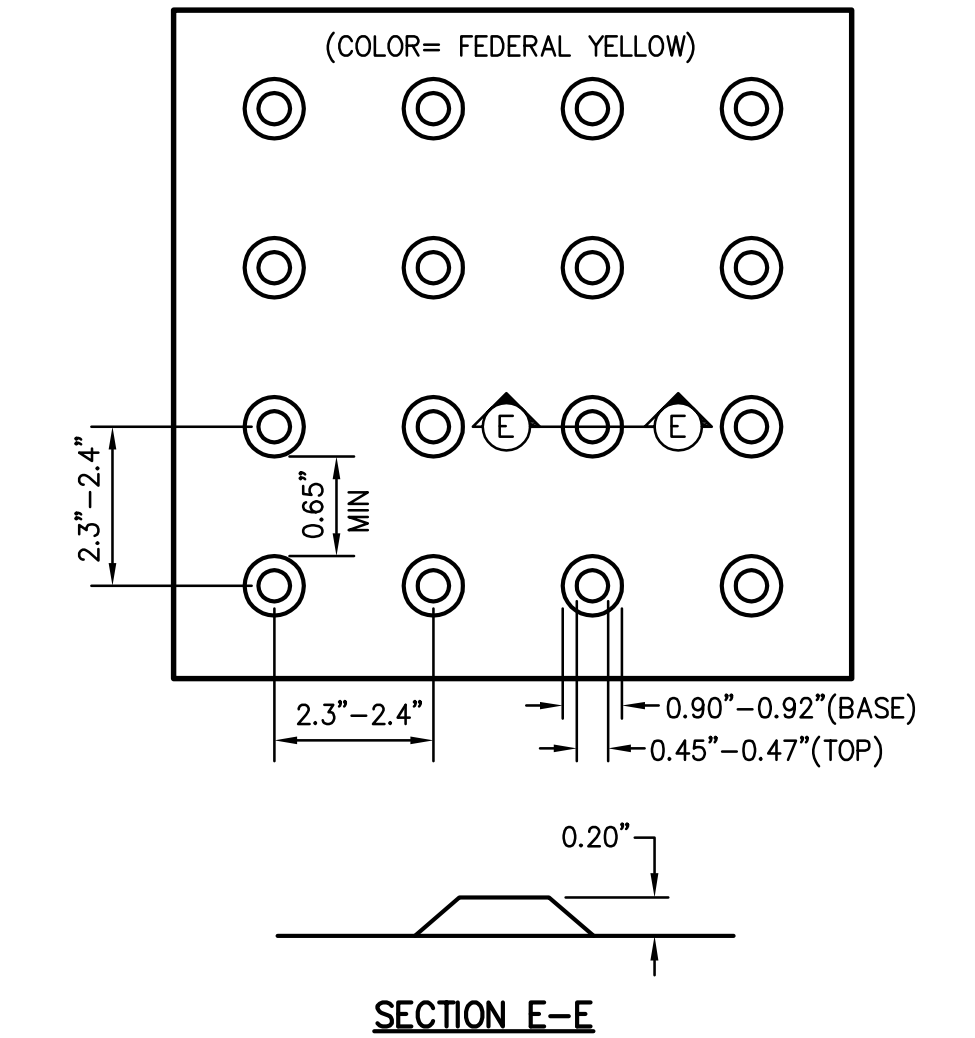 (COLOR= FEDERAL YELLOW)
E
E
2.3"-2.4"
0.65"
MIN
2.3"-2.4"
0.90"-0.92"(BASE)
0.45"-0.47"(TOP)
0.20"
SECTION E-E